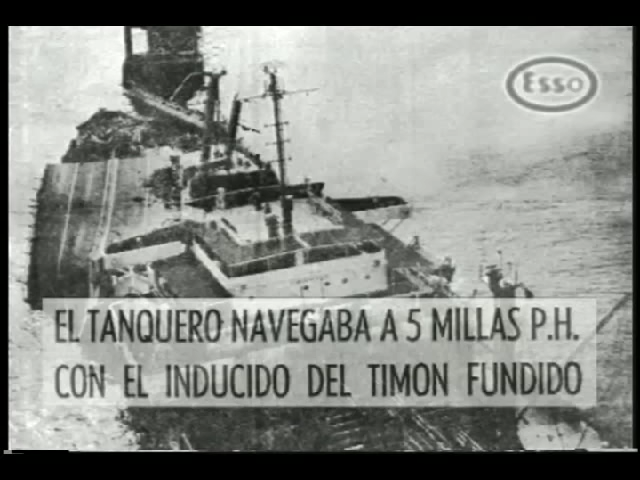 Esso
EL TANQUERO NAVEGABA A 5 MILLAS P.H.
CON EL INDUCIDO DEL TIMON FUNDIDO